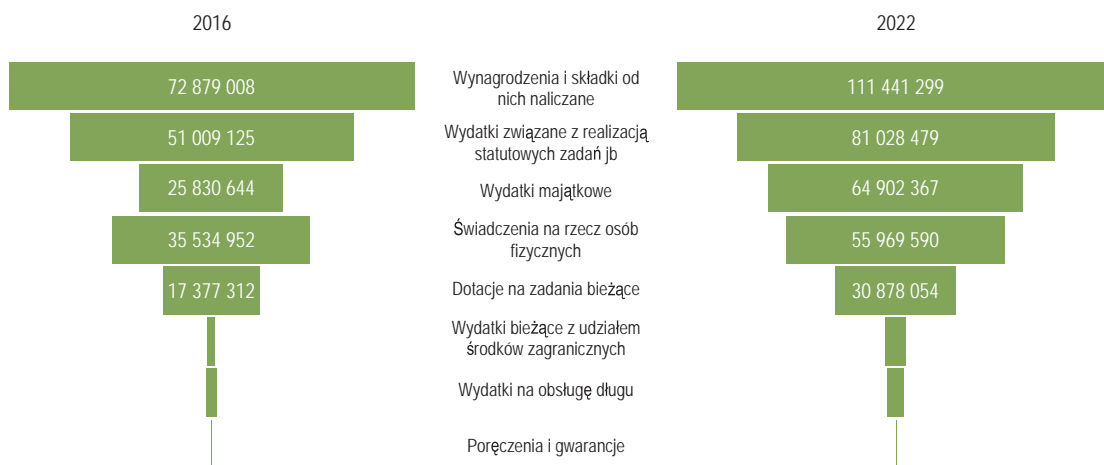 2016
2022
72 879 008
Wynagrodzenia i składki od
nich naliczane
111 441 299
51 009 125
Wydatki związane z realizacją
statutowych zadań jb
81 028 479
25 830 644
Wydatki majątkowe
64 902 367
35 534 952
Świadczenia na rzecz osób
fizycznych
55 969 590
17 377 312
Dotacje na zadania bieżące
30 878 054
Wydatki bieżące z udziałem
środków zagranicznych
Wydatki na obsługę długu
Poręczenia i gwarancje